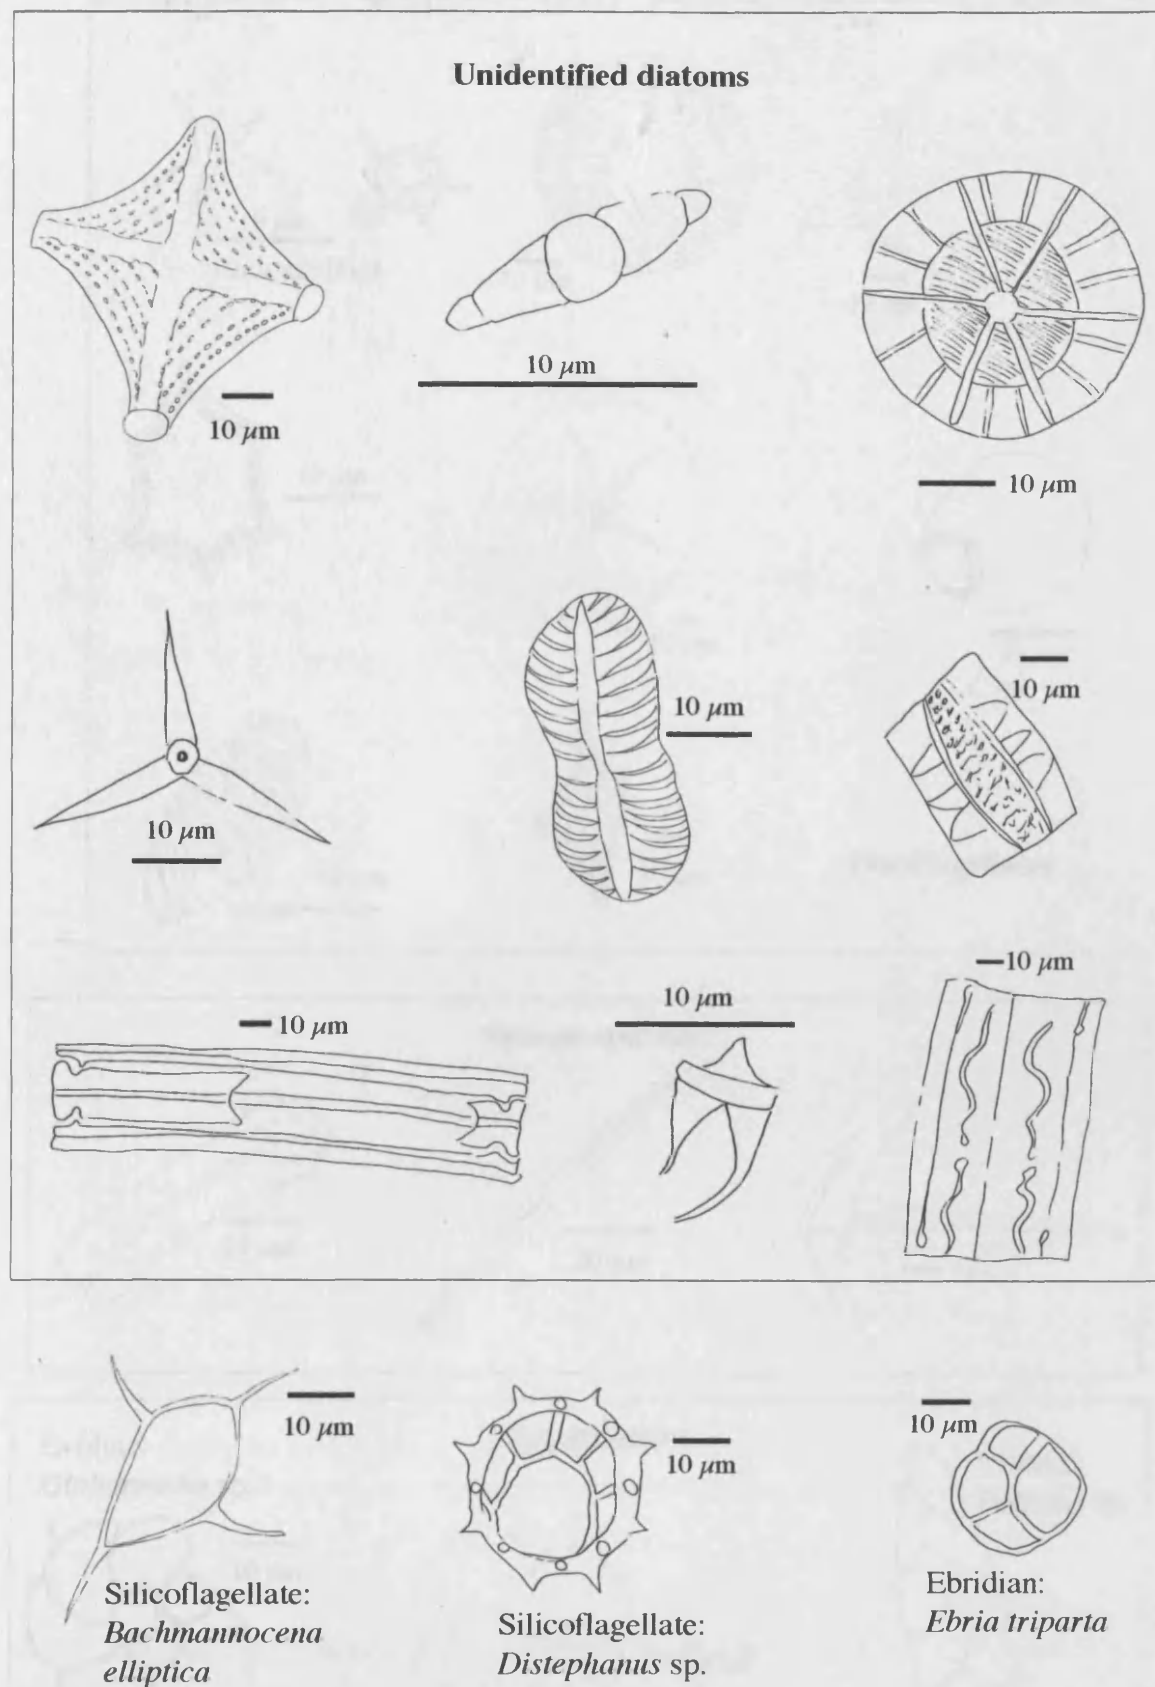 Unidentified diatoms
10 μm
10 μm
10 μm
10 μm
10 μm
10 μm
10 μm
10 μm
10 μm
10 μm
10 μm
10 μm
Silicoflagellate:
Bachmannocena
elliptica
Silicoflagellate:
Distephanus sp.
Ebridian:
Ebria triparta